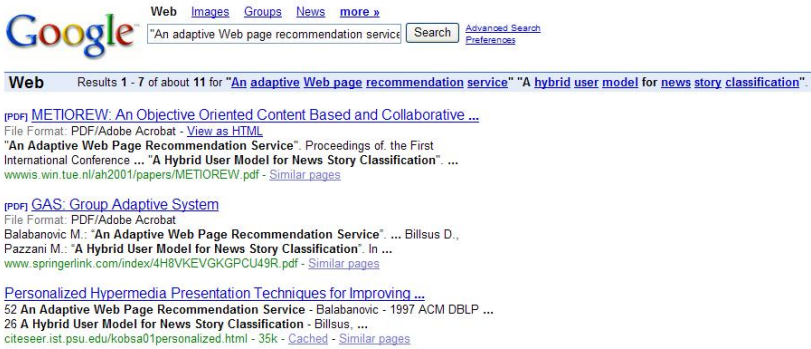 Google
Web Images Groups News more »
"An adaptive Web page recommendation service Search Advanced Search
Preferences
Web Results 1 - 7 of about 11 for "An adaptive Web page recommendation service" "A hybrid user model for news story classification".
[PDF] METIOREW: An Objective Oriented Content Based and Collaborative ...
File Format: PDF/Adobe Acrobat - View as HTML
"An Adaptive Web Page Recommendation Service". Proceedings of. the First
International Conference ... "A Hybrid User Model for News Story Classification". ...
wwwis.win.tue.nl/ah2001/papers/METIOREW.pdf - Similar pages
[PDF] GAS: Group Adaptive System
File Format: PDF/Adobe Acrobat
Balabanovic M.: "An Adaptive Web Page Recommendation Service". ... Billsus D.,
Pazzani M.: "A Hybrid User Model for News Story Classification". In ...
www.springerlink.com/index/4H8VKEVGKGPCU49R.pdf - Similar pages
Personalized Hypermedia Presentation Techniques for Improving ...
52 An Adaptive Web Page Recommendation Service - Balabanovic - 1997 ACM DBLP ...
26 A Hybrid User Model for News Story Classification - Billsus, ...
citeseer.ist.psu.edu/kobsa01personalized.html - 35k - Cached - Similar pages